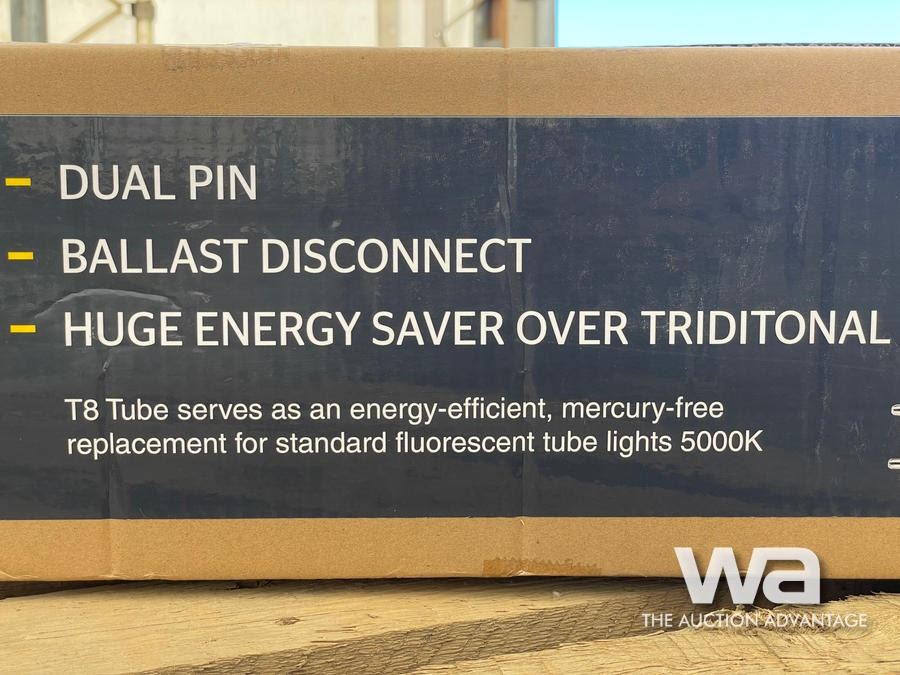 DUAL PIN
BALLAST DISCONNECT
HUGE ENERGY SAVER OVER TRIDITONAL
T8 Tube serves as an energy-efficient, mercury-free
replacement for standard fluorescent tube lights 5000K
wa
THE AUCTION ADVANTAGE